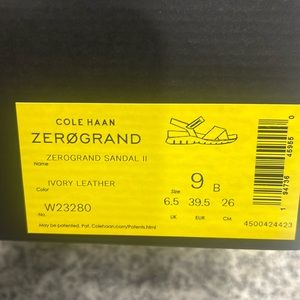 COLE HAAN
ZERØGRAND
ZEROGRAND SANDAL II
Name
IVORY LEATHER
Color
W23280
No.
Size
9 B
6.5 39.5 26
UK EUR CM
May be patented. Pat. Colehaan.com/Patents.html
4500424423